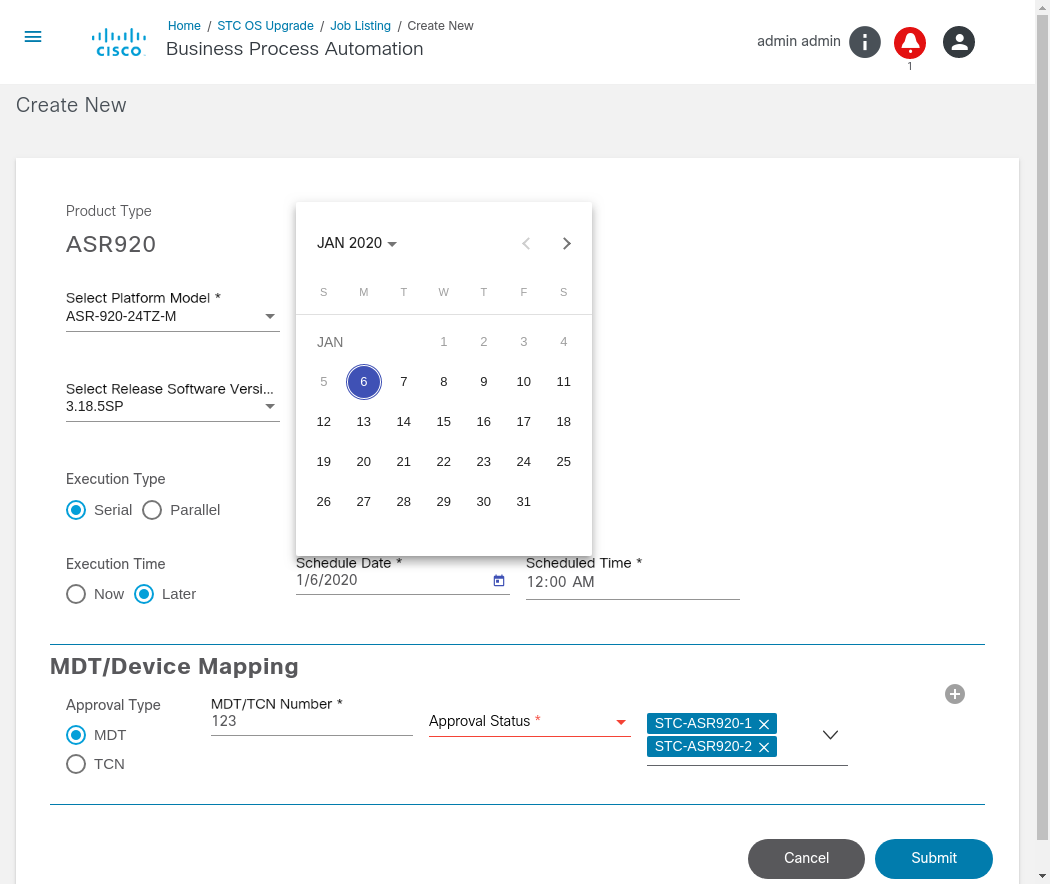 Home / STC OS Upgrade / Job Listing / Create New
cisco
Business Process Automation
admin admin
1
Create New
Product Type
ASR920
Select Platform Model *
ASR-920-24TZ-M
Select Release Software Versi...
3.18.5SP
Execution Type
Serial Parallel
Execution Time
Now Later
JAN 2020
S M T W T F S
JAN 1 2 3 4
5 6 7 8 9 10 11
12 13 14 15 16 17 18
19 20 21 22 23 24 25
26 27 28 29 30 31
Schedule Date *
1/6/2020
Scheduled Time *
12:00 AM
MDT/Device Mapping
Approval Type
MDT
TCN
MDT/TCN Number *
123
Approval Status *
STC-ASR920-1
STC-ASR920-2
Cancel
Submit